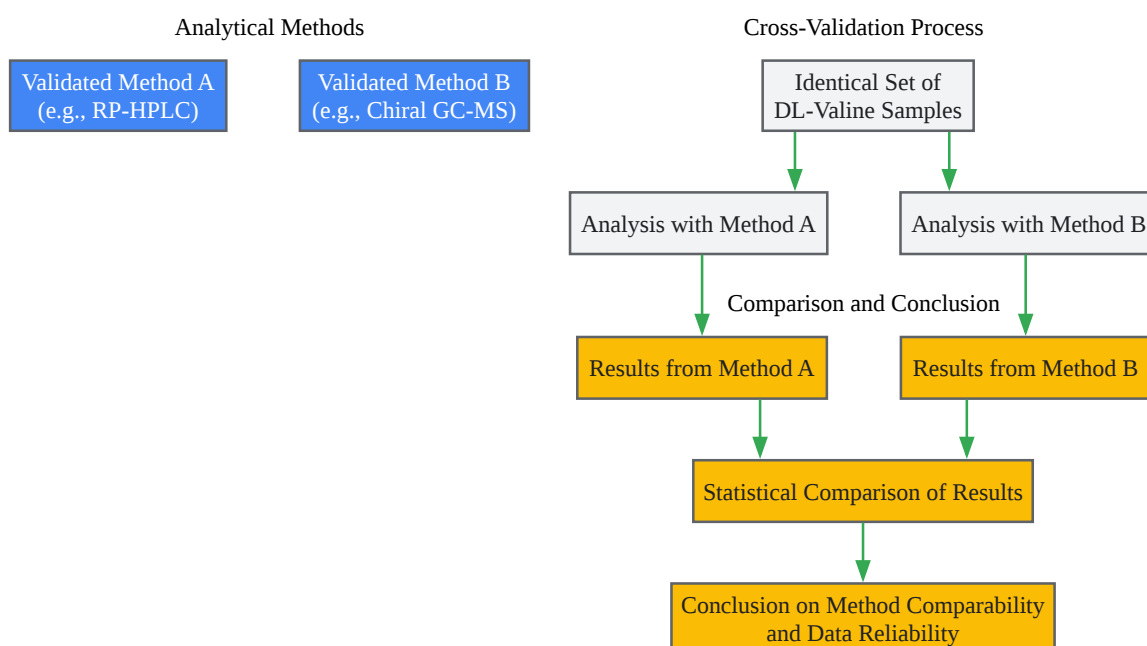 Analytical Methods
Validated Method A
(e.g., RP-HPLC)
Validated Method B
(e.g., Chiral GC-MS)
Cross-Validation Process
Identical Set of
DL-Valine Samples
Analysis with Method A
Analysis with Method B
Comparison and Conclusion
Results from Method A
Results from Method B
Statistical Comparison of Results
Conclusion on Method Comparability
and Data Reliability